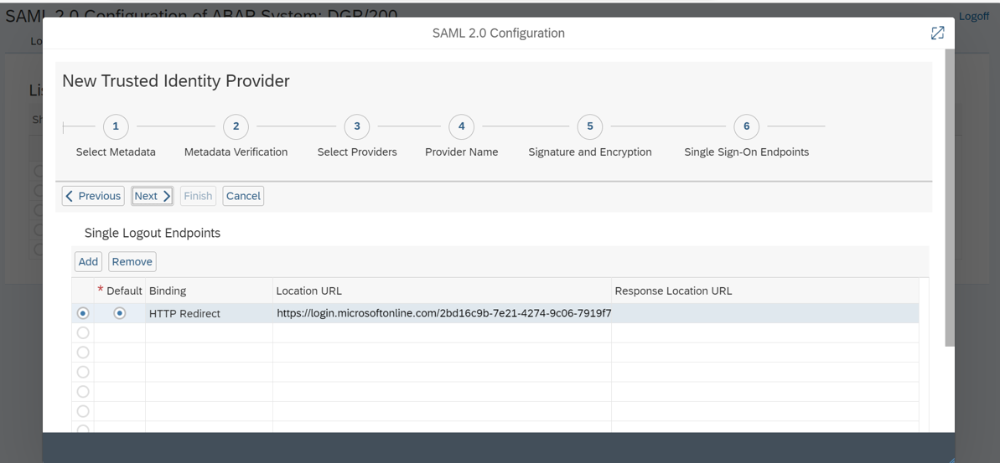 SAML 2.0 Configuration of ABAP System: DGR/200
Logoff
Lo
SAML 2.0 Configuration
New Trusted Identity Provider
1 2 3 4 5 6
Select Metadata Metadata Verification Select Providers Provider Name Signature and Encryption Single Sign-On Endpoints
Previous Next Finish Cancel
Single Logout Endpoints
Add Remove
* Default Binding Location URL Response Location URL
HTTP Redirect https://login.microsoftonline.com/2bd16c9b-7e21-4274-9c06-7919f7